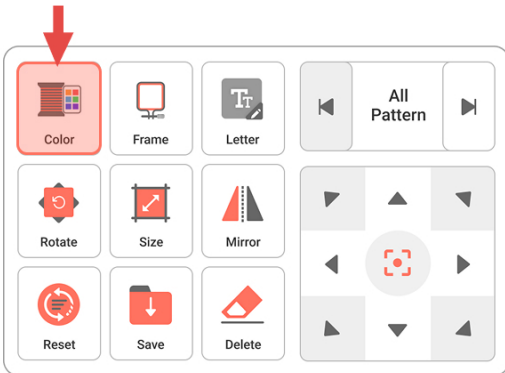 Color
Frame
Letter
All
Pattern
Rotate
Size
Mirror
Reset
Save
Delete